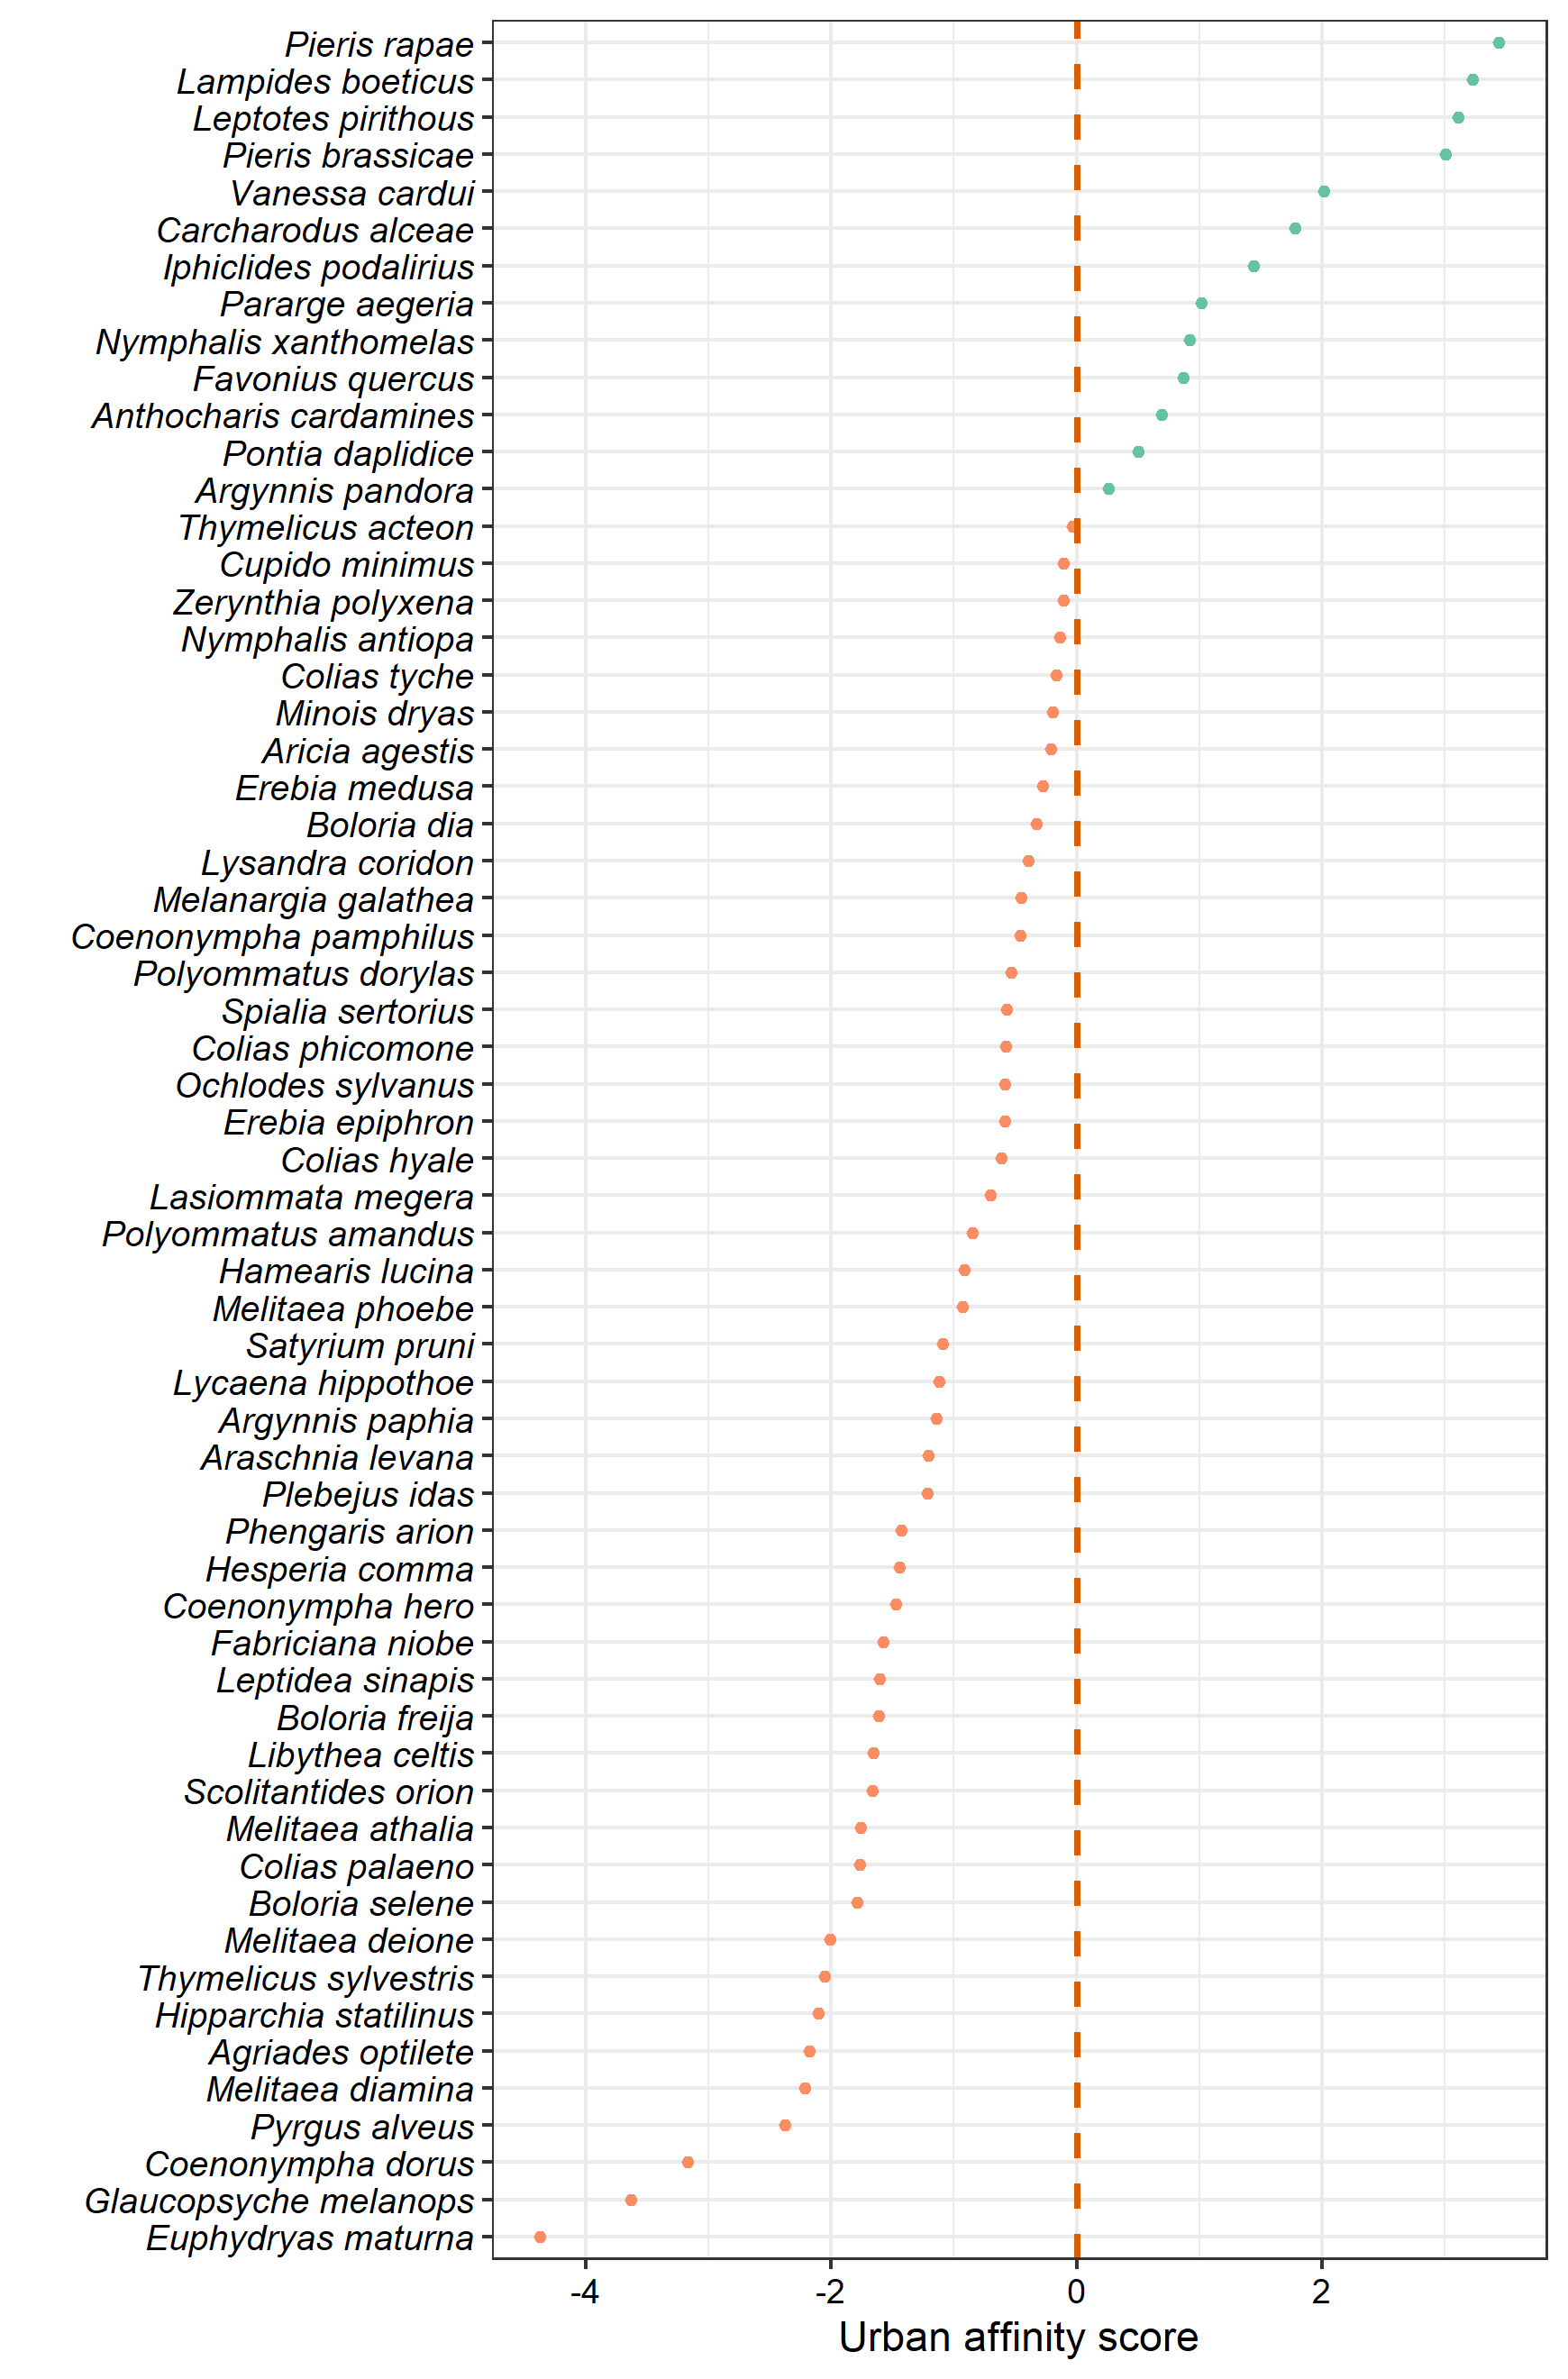 Pieris rapae
Lampides boeticus
Leptotes pirithous
Pieris brassicae
Vanessa cardui
Carcharodus alceae
Iphiclides podalirius
Pararge aegeria
Nymphalis xanthomelas
Favonius quercus
Anthocharis cardamines
Pontia daplidice
Argynnis pandora
Thymelicus acteon
Cupido minimus
Zerynthia polyxena
Nymphalis antiopa
Colias tyche
Minois dryas
Aricia agestis
Erebia medusa
Boloria dia
Lysandra coridon
Melanargia galathea
Coenonympha pamphilus
Polyommatus dorylas
Spialia sertorius
Colias phicomone
Ochlodes sylvanus
Erebia epiphron
Colias hyale
Lasiommata megera
Polyommatus amandus
Hamearis lucina
Melitaea phoebe
Satyrium pruni
Lycaena hippothoe
Argynnis paphia
Araschnia levana
Plebejus idas
Phengaris arion
Hesperia comma
Coenonympha hero
Fabriciana niobe
Leptidea sinapis
Boloria freija
Libythea celtis
Scolitantides orion
Melitaea athalia
Colias palaeno
Boloria selene
Melitaea deione
Thymelicus sylvestris
Hipparchia statilinus
Agriades optilete
Melitaea diamina
Pyrgus alveus
Coenonympha dorus
Glaucopsyche melanops
Euphydryas maturna
-4 -2 0 2
Urban affinity score